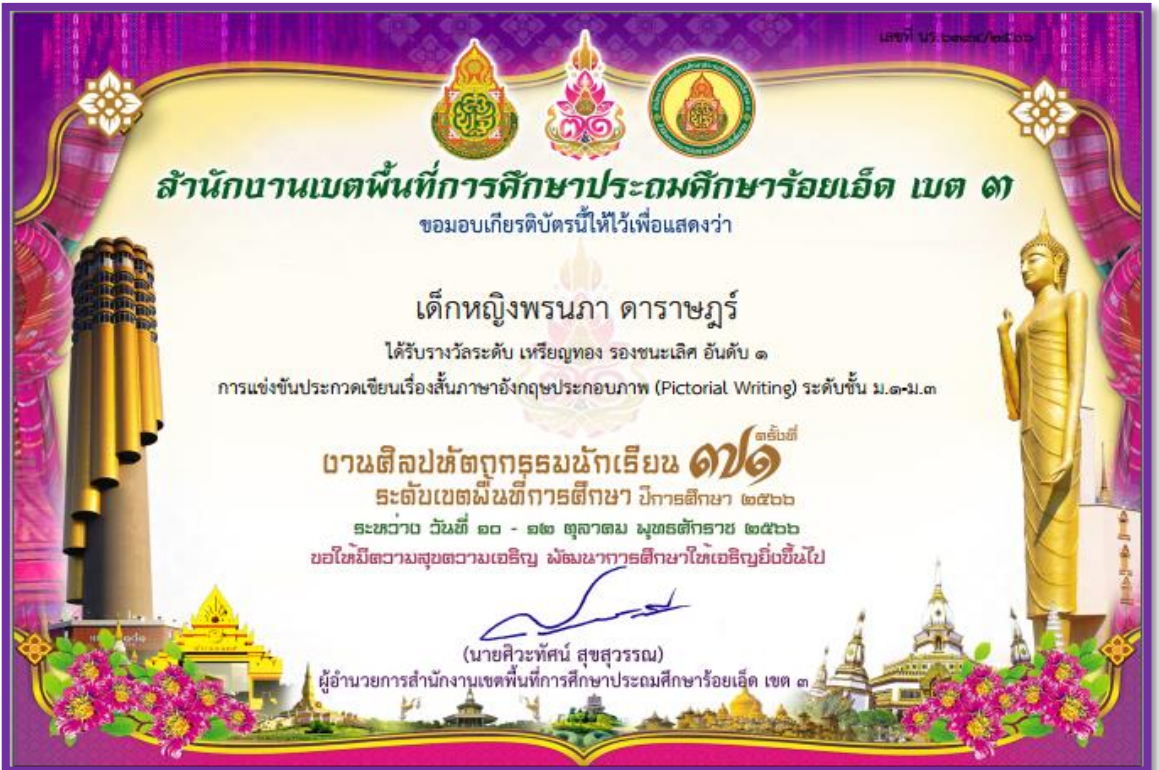 เลขที่ นร.
สำนักงานเขตพื้นที่การศึกษาประถมศึกษาร้อยเอ็ด เขต ๓
ขอมอบเกียรติบัตรนี้ให้ไว้เพื่อแสดงว่า
เด็กหญิงพรนภา ดาราษฎร์
ได้รับรางวัลระดับ เหรียญทอง รองชนะเลิศ อันดับ ๑
การแข่งขันประกวดเขียนเรื่องสั้นภาษาอังกฤษประกอบภาพ (Pictorial Writing) ระดับชั้น ม.๑-ม.๓
งานศิลปหัตถกรรมนักเรียน ครั้งที่ ๗๑
ระดับเขตพื้นที่การศึกษา ปีการศึกษา ๒๕๖๖
ระหว่าง วันที่ ๑๐ - ๑๒ ตุลาคม พุทธศักราช ๒๕๖๖
ขอให้มีความสุขความเจริญ พัฒนาการศึกษาให้เจริญยิ่งขึ้นไป
(นายศิวะทัศน์ สุขสุวรรณ)
ผู้อำนวยการสำนักงานเขตพื้นที่การศึกษาประถมศึกษาร้อยเอ็ด เขต ๓